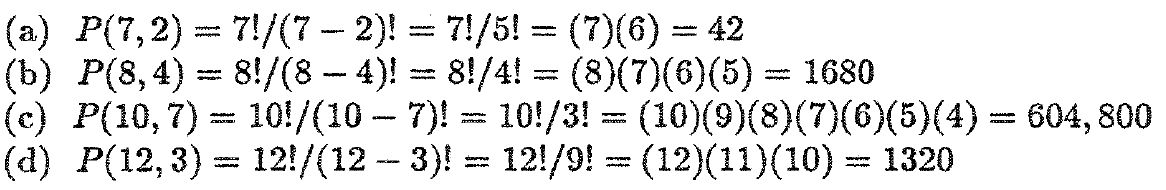 (a) P(7, 2) = 7!/(7 − 2)! = 7!/5! = (7)(6) = 42
(b) P(8, 4) = 8!/(8 − 4)! = 8!/4! = (8)(7)(6)(5) = 1680
(c) P(10, 7) = 10!/(10 − 7)! = 10!/3! = (10)(9)(8)(7)(6)(5)(4) = 604, 800
(d) P(12, 3) = 12!/(12 − 3)! = 12!/9! = (12)(11)(10) = 1320